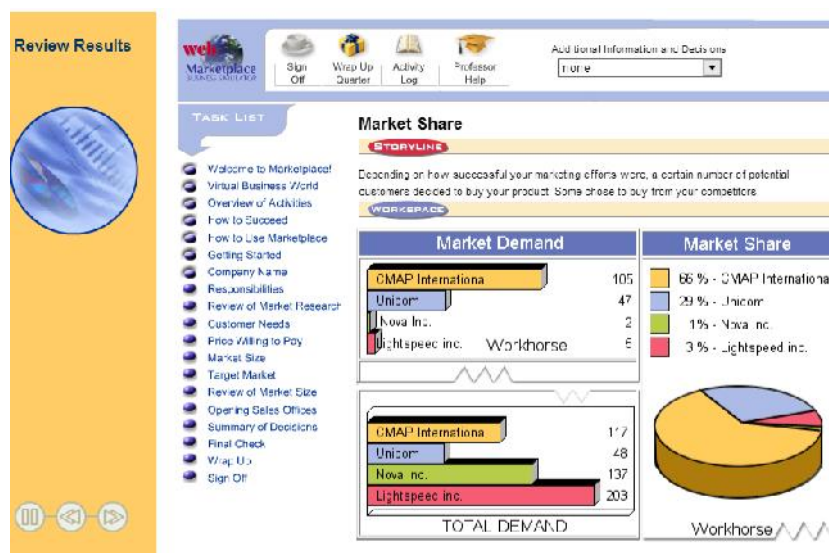 Review Results
web
Marketplace
BUSINESS SIMULATION
Sign
Off
Wrap Up
Quarter
Activity
Log
Professor
Help
Additional Information and Decisions
none
TASK LIST
Welcome to Marketplace!
Virtual Business World
Overview of Activities
How to Succeed
How to Use Marketplace
Getting Started
Company Name
Responsibilities
Review of Market Research
Customer Needs
Price Willing to Pay
Market Size
Target Market
Review of Market Size
Opening Sales Offices
Summary of Decisions
Final Check
Wrap Up
Sign Off
Market Share
STORYLINE
Depending on how successful your marketing efforts were, a certain number of potential
customers decided to buy your product. Some chose to buy from your competitors.
WORKSPACE
Market Demand
CMAP Internationa 105
Unicorn 47
Nova Inc. 2
Lightspeed inc. 6
Workhorse
CMAP Internationa 117
Unicorn 48
Nova Inc. 137
Lightspeed inc. 203
TOTAL DEMAND
Market Share
66 % - CMAP Internationa
29 % - Unicorn
1% - Nova Inc.
3 % - Lightspeed inc.
Workhorse